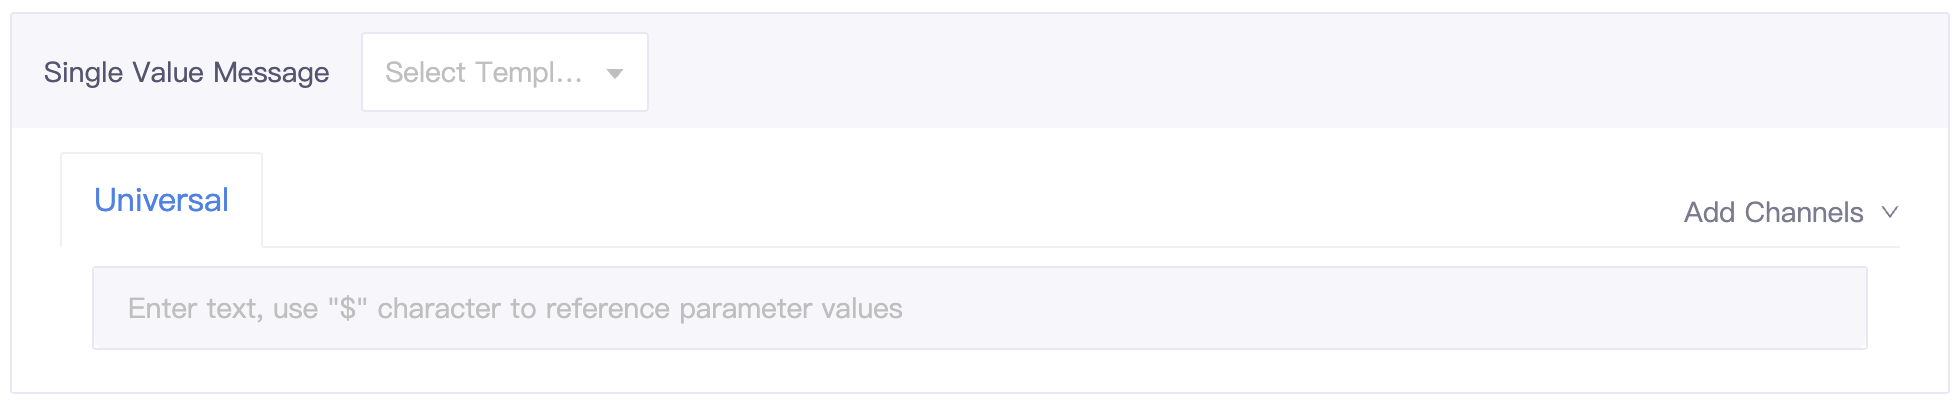 Single Value Message
Select Templ...
Universal
Add Channels
Enter text, use "$" character to reference parameter values